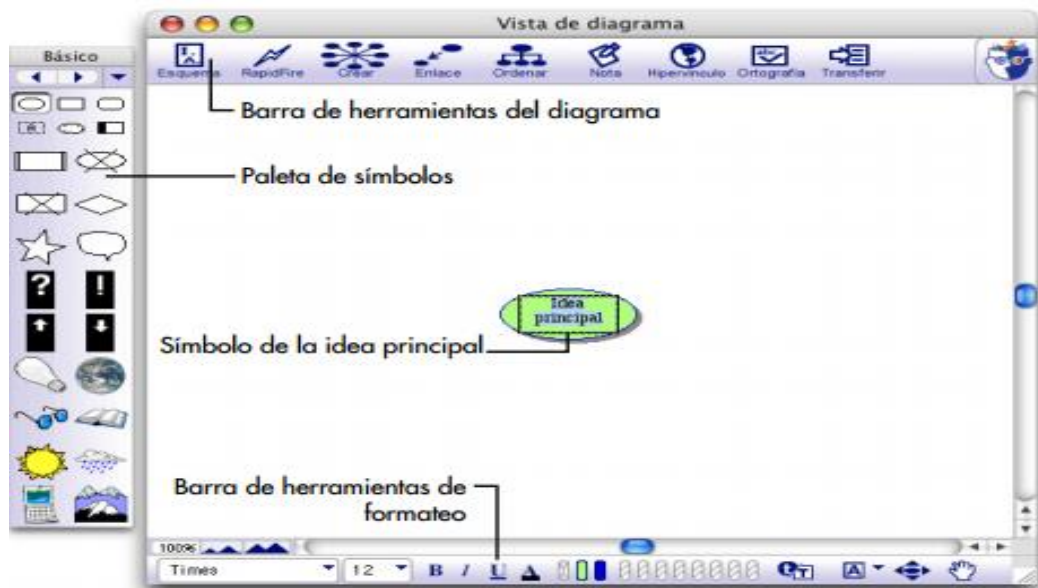 Vista de diagrama
Básico
Esquema RapidFire Crear Enlace Ordenar Nota Hipervínculo Ortografía Transferir
Barra de herramientas del diagrama
Paleta de símbolos
Idea
principal
Símbolo de la idea principal
Barra de herramientas de
formateo
100%
Times 12 B I U A